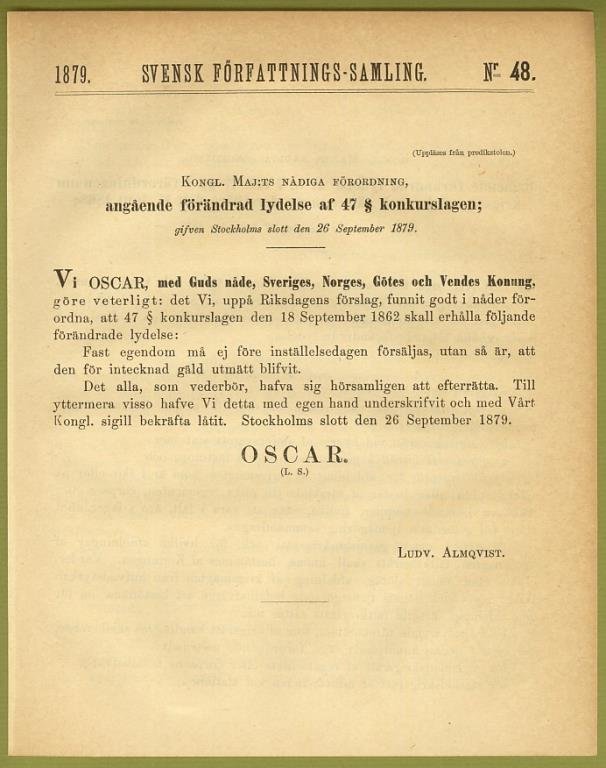 1879. SVENSK FÖRFATTNINGS-SAMLING. Nr 48.
(Uppläses från predikstolen.)
KONGL. MAJ:TS NÅDIGA FÖRORDNING,
angående förändrad lydelse af 47 § konkurslagen;
gifven Stockholms slott den 26 September 1879.
Vi OSCAR, med Guds nåde, Sveriges, Norges, Götes och Vendes Konung,
göre veterligt: det Vi, uppå Riksdagens förslag, funnit godt i nåder för-
ordna, att 47 § konkurslagen den 18 September 1862 skall erhålla följande
förändrade lydelse:
Fast egendom må ej före inställelsedagen försäljas, utan så är, att
den för intecknad gäld utmätt blifvit.
Det alla, som vederbör, hafva sig hörsamligen att efterrätta. Till
yttermera visso hafve Vi detta med egen hand underskrifvit och med Vårt
Kongl. sigill bekräfta låtit. Stockholms slott den 26 September 1879.
OSCAR.
(L. S.)
LUDV. ALMQVIST.